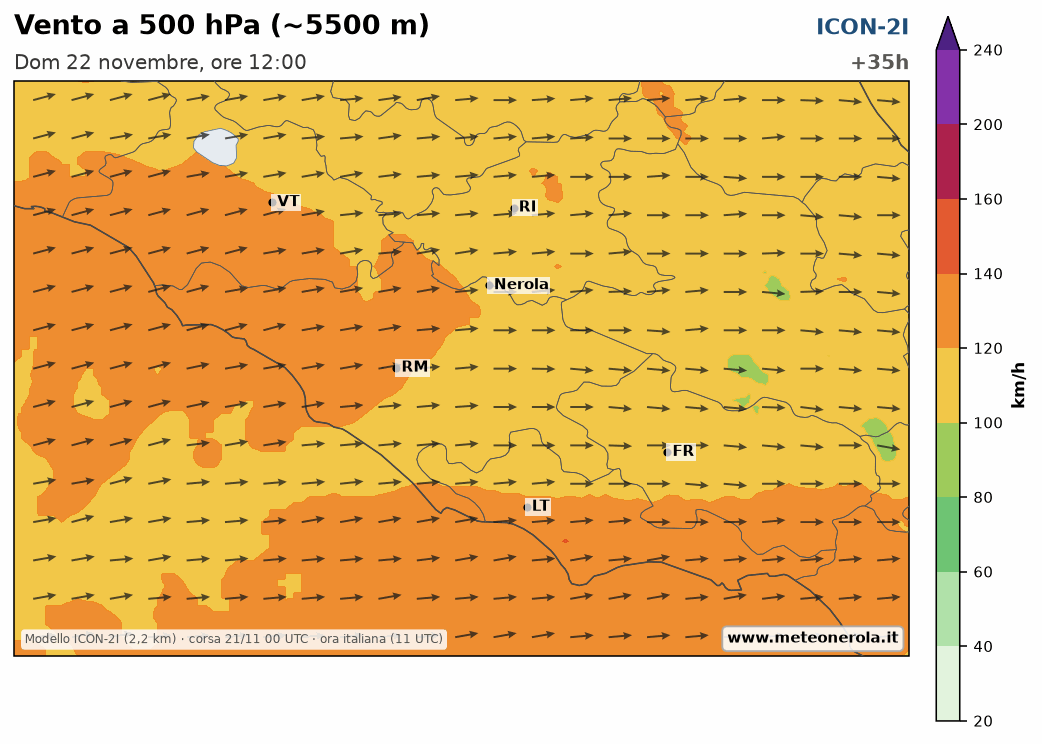 Vento a 500 hPa (~5500 m)
ICON-2I
Dom 22 novembre, ore 12:00
+35h
240
200
160
140
120
100
80
60
40
20
km/h
VT
RI
Nerola
RM
FR
LT
Modello ICON-2I (2,2 km) · corsa 21/11 00 UTC · ora italiana (11 UTC)
www.meteonerola.it